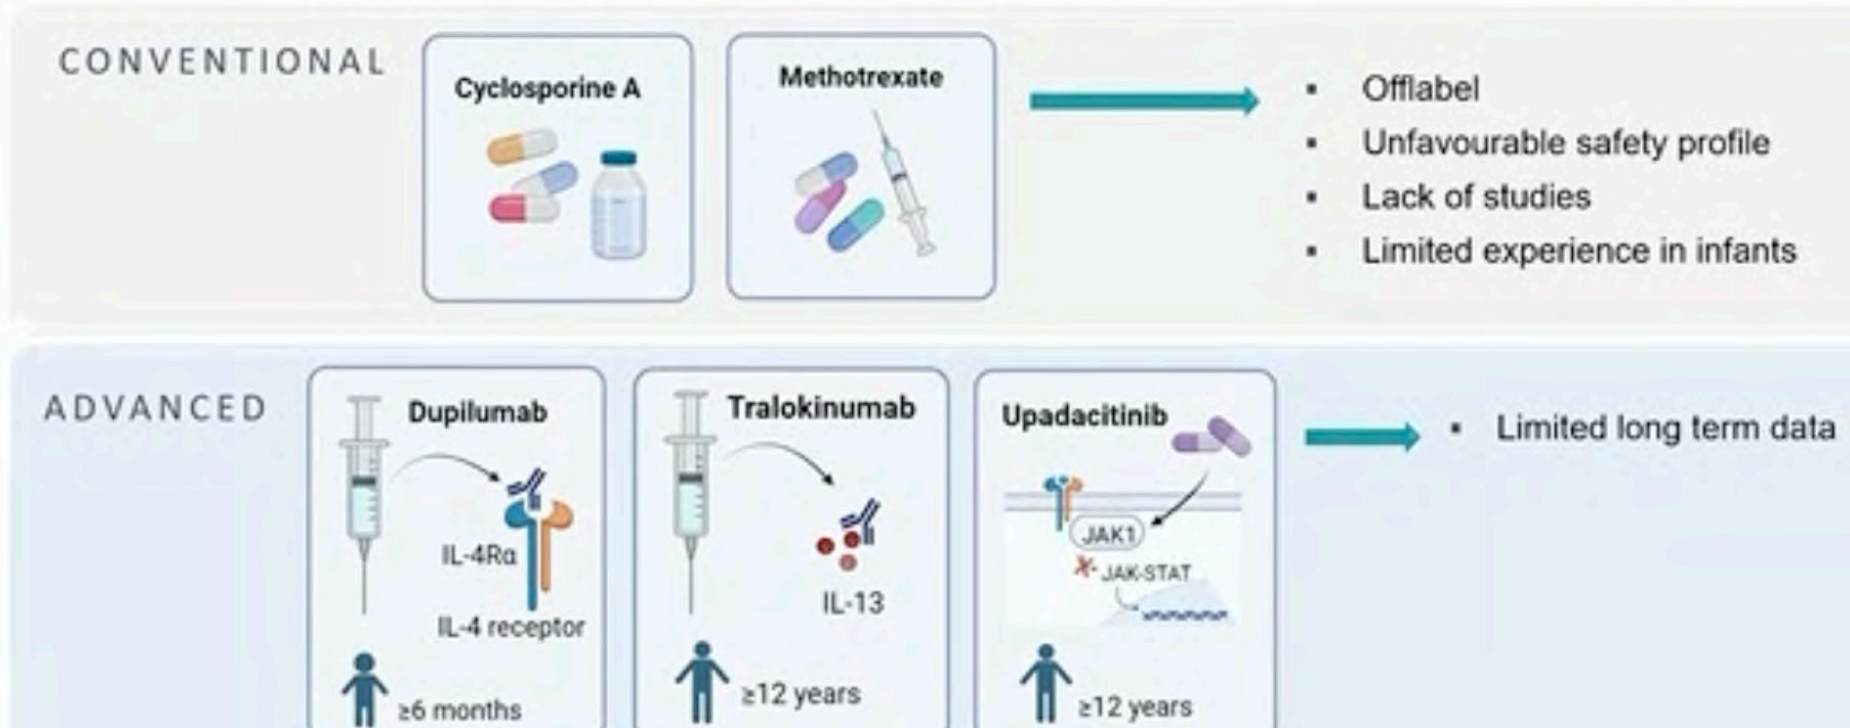 CONVENTIONAL
Cyclosporine A
Methotrexate
▪ Offlabel
▪ Unfavourable safety profile
▪ Lack of studies
▪ Limited experience in infants
ADVANCED
Dupilumab
IL-4Rα
IL-4 receptor
≥6 months
Tralokinumab
IL-13
≥12 years
Upadacitinib
JAK1
JAK-STAT
≥12 years
▪ Limited long term data